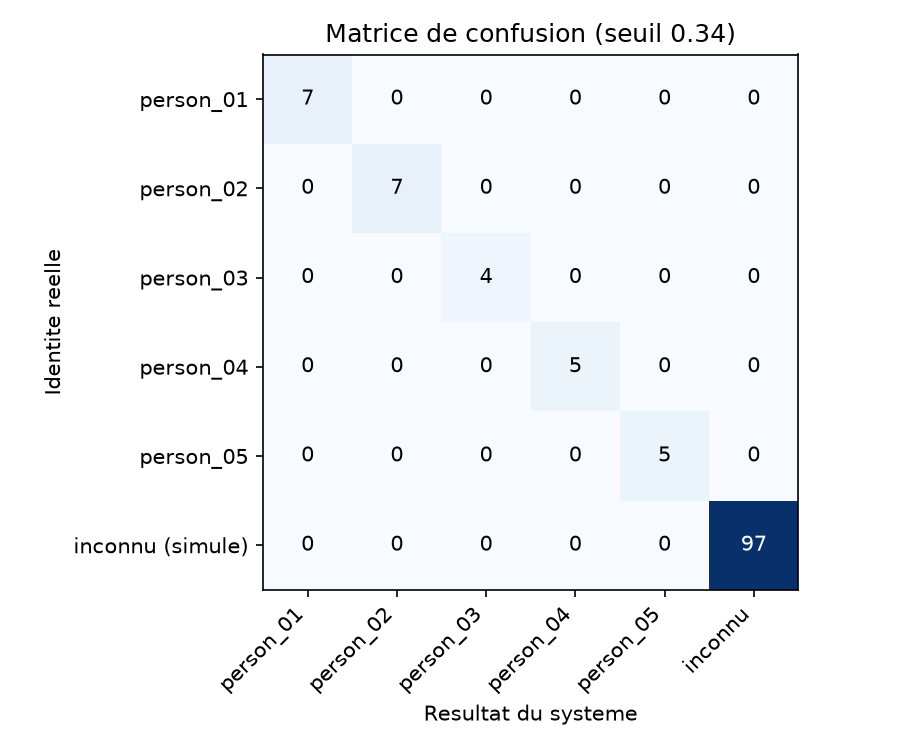 Matrice de confusion (seuil 0.34)
person_01 7 0 0 0 0 0
person_02 0 7 0 0 0 0
person_03 0 0 4 0 0 0
person_04 0 0 0 5 0 0
person_05 0 0 0 0 5 0
inconnu (simule) 0 0 0 0 0 97
Identite reelle
person_01 person_02 person_03 person_04 person_05 inconnu
Resultat du systeme